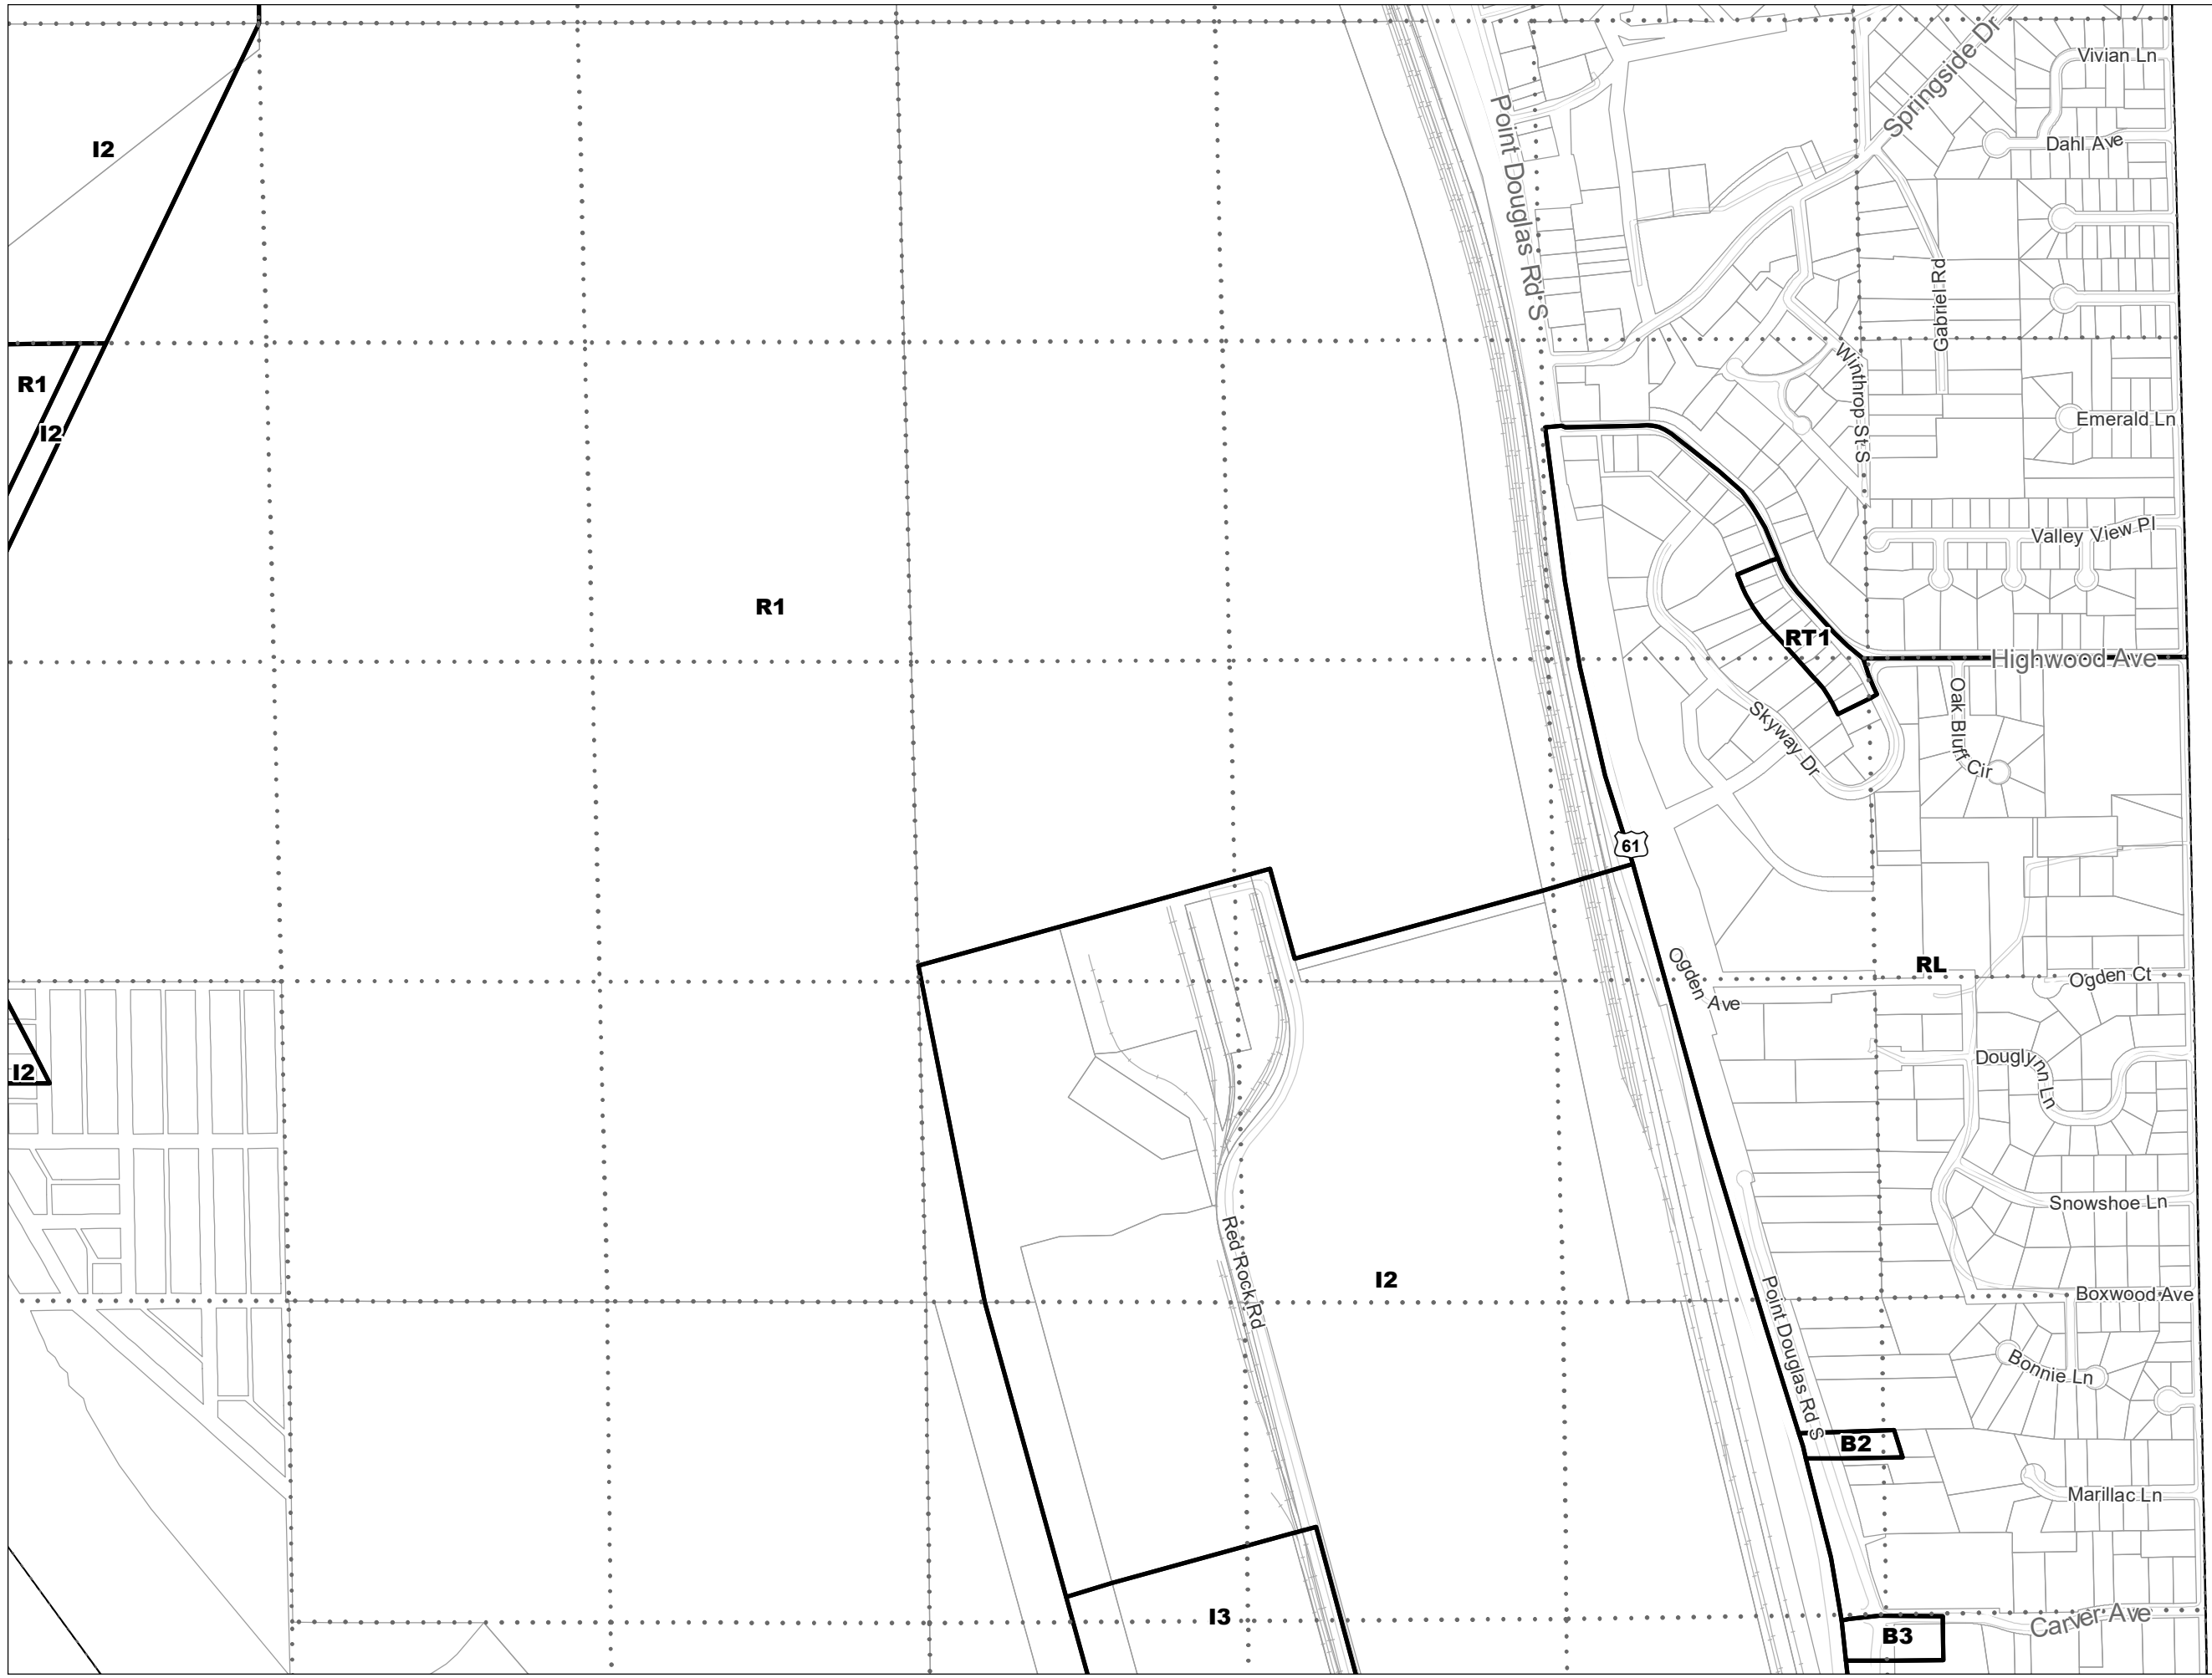 Vivian Ln
Springside Dr
Dahl Ave
I2
Point Douglas Rd S
Gabriel Rd
R1
Winthrop St S
Emerald Ln
I2
Valley View Pl
R1
RT1
Highwood Ave
Oak Bluff Cir
Skyway Dr
61
RL
Ogden Ct
Ogden Ave
Douglynn Ln
I2
Snowshoe Ln
Red Rock Rd
I2
Boxwood Ave
Point Douglas Rd S
Bonnie Ln
B2
Marillac Ln
I3
Carver Ave
B3